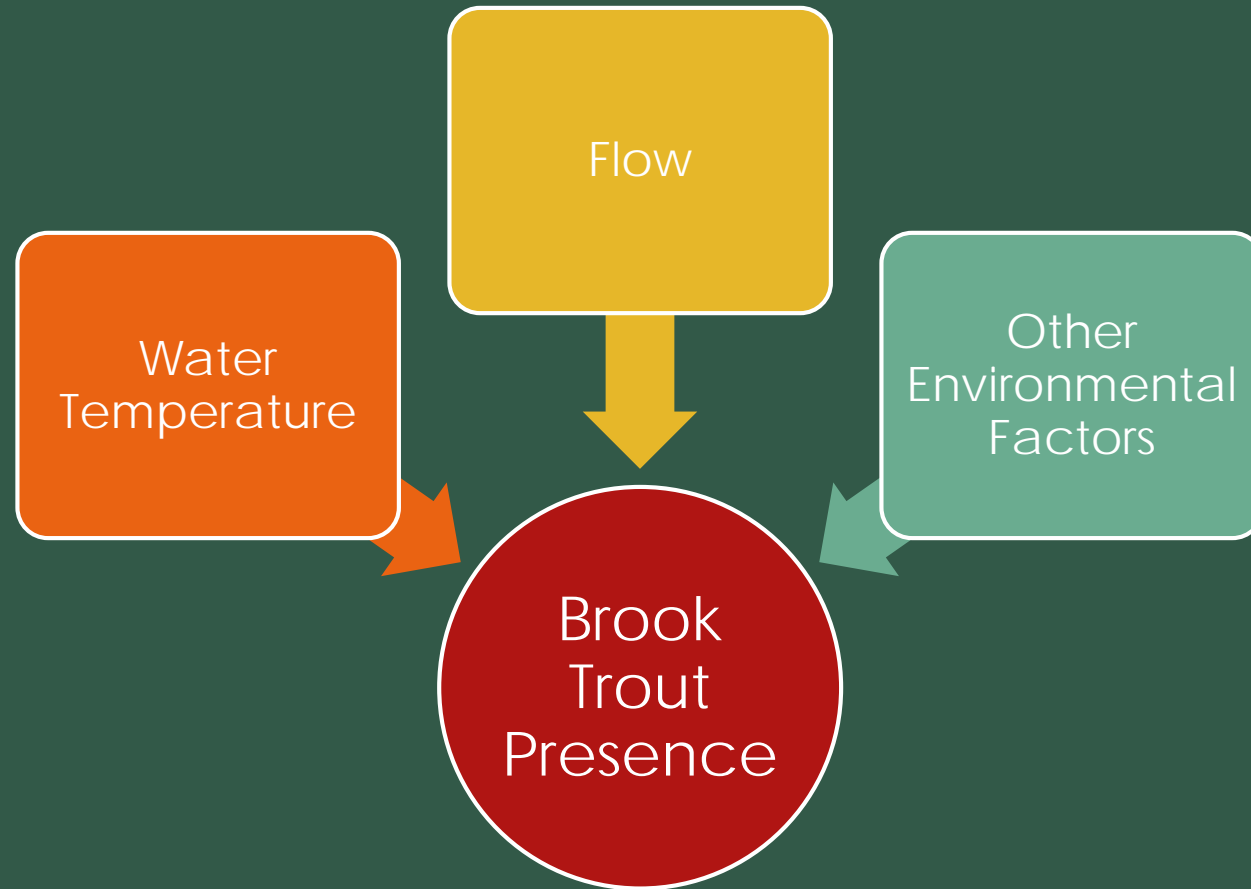 Flow
Water
Temperature
Other
Environmental
Factors
Brook
Trout
Presence